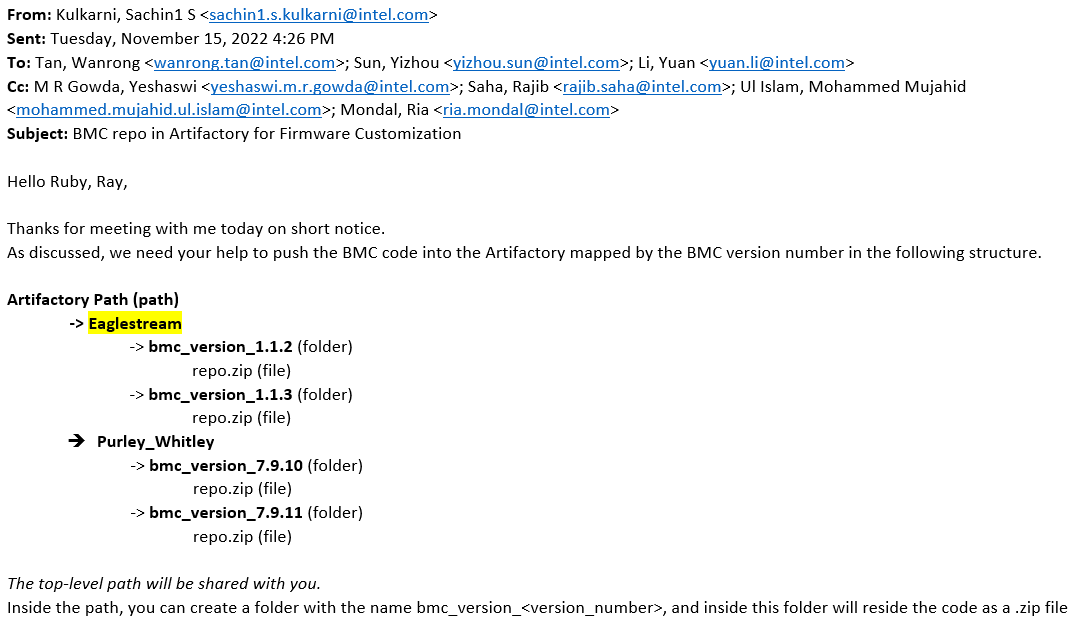 From: Kulkarni, Sachin1 S <sachin1.s.kulkarni@intel.com>
Sent: Tuesday, November 15, 2022 4:26 PM
To: Tan, Wanrong <wanrong.tan@intel.com>; Sun, Yizhou <yizhou.sun@intel.com>; Li, Yuan <yuan.li@intel.com>
Cc: M R Gowda, Yeshaswi <yeshaswi.m.r.gowda@intel.com>; Saha, Rajib <rajib.saha@intel.com>; Ul Islam, Mohammed Mujahid
<mohammed.mujahid.ul.islam@intel.com>; Mondal, Ria <ria.mondal@intel.com>
Subject: BMC repo in Artifactory for Firmware Customization
Hello Ruby, Ray,
Thanks for meeting with me today on short notice.
As discussed, we need your help to push the BMC code into the Artifactory mapped by the BMC version number in the following structure.
Artifactory Path (path)
-> Eaglestream
-> bmc_version_1.1.2 (folder)
repo.zip (file)
-> bmc_version_1.1.3 (folder)
repo.zip (file)
➔ Purley_Whitley
-> bmc_version_7.9.10 (folder)
repo.zip (file)
-> bmc_version_7.9.11 (folder)
repo.zip (file)
The top-level path will be shared with you.
Inside the path, you can create a folder with the name bmc_version_<version_number>, and inside this folder will reside the code as a .zip file